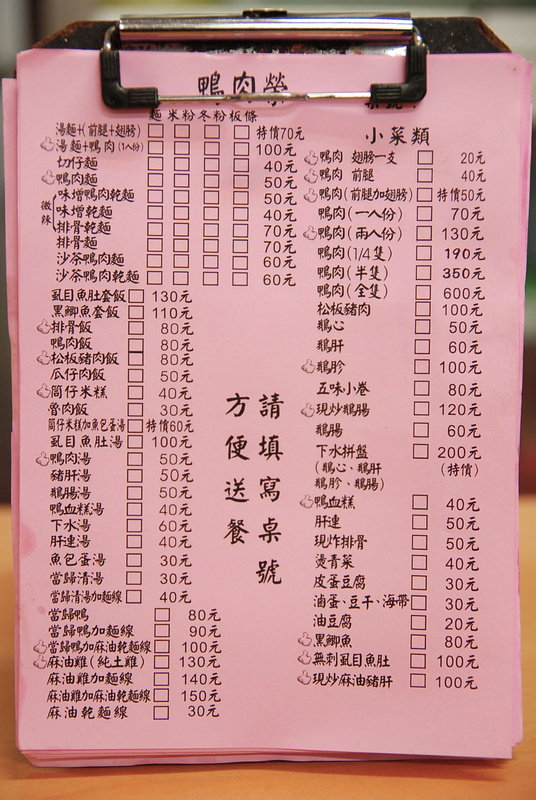 鴨肉榮
麵 米粉 冬粉 板條
湯麵+(前腿+翅膀) 特價70元
湯麵+鴨肉(1人份) 100元
切仔麵 40元
鴨肉麵 50元
微辣
味增鴨肉乾麵 50元
味增乾麵 40元
排骨乾麵 70元
排骨麵 70元
沙茶鴨肉麵 60元
沙茶鴨肉乾麵 60元
虱目魚肚套飯 130元
黑鯽魚套飯 110元
排骨飯 80元
鴨肉飯 80元
松板豬肉飯 80元
瓜仔肉飯 50元
筒仔米糕 40元
魯肉飯 30元
筒仔米糕加魚包蛋湯 特價60元
虱目魚肚湯 100元
鴨肉湯 50元
豬肝湯 50元
鵝腸湯 50元
鴨血糕湯 40元
下水湯 60元
肝連湯 40元
魚包蛋湯 30元
當歸清湯 30元
當歸清湯加麵線 40元
當歸鴨 80元
當歸鴨加麵線 90元
當歸鴨加麻油乾麵線 100元
麻油雞(純土雞) 130元
麻油雞加麵線 140元
麻油雞加麻油乾麵線 150元
麻油乾麵線 30元
請填寫桌號
方便送餐
小菜類
鴨肉 翅膀一支 20元
鴨肉 前腿 40元
鴨肉(前腿加翅膀) 特價50元
鴨肉(一人份) 70元
鴨肉(兩人份) 130元
鴨肉(1/4隻) 190元
鴨肉(半隻) 350元
鴨肉(全隻) 600元
松板豬肉 100元
鵝心 50元
鵝肝 60元
鵝胗 100元
五味小卷 80元
現炒鵝腸 120元
鵝腸 60元
下水拼盤 200元
(鵝心、鵝肝 (特價)
鵝胗、鵝腸)
鴨血糕 40元
肝連 50元
現炸排骨 50元
燙青菜 40元
皮蛋豆腐 30元
滷蛋、豆干、海帶 30元
油豆腐 20元
黑鯽魚 80元
無刺虱目魚肚 100元
現炒麻油豬肝 100元